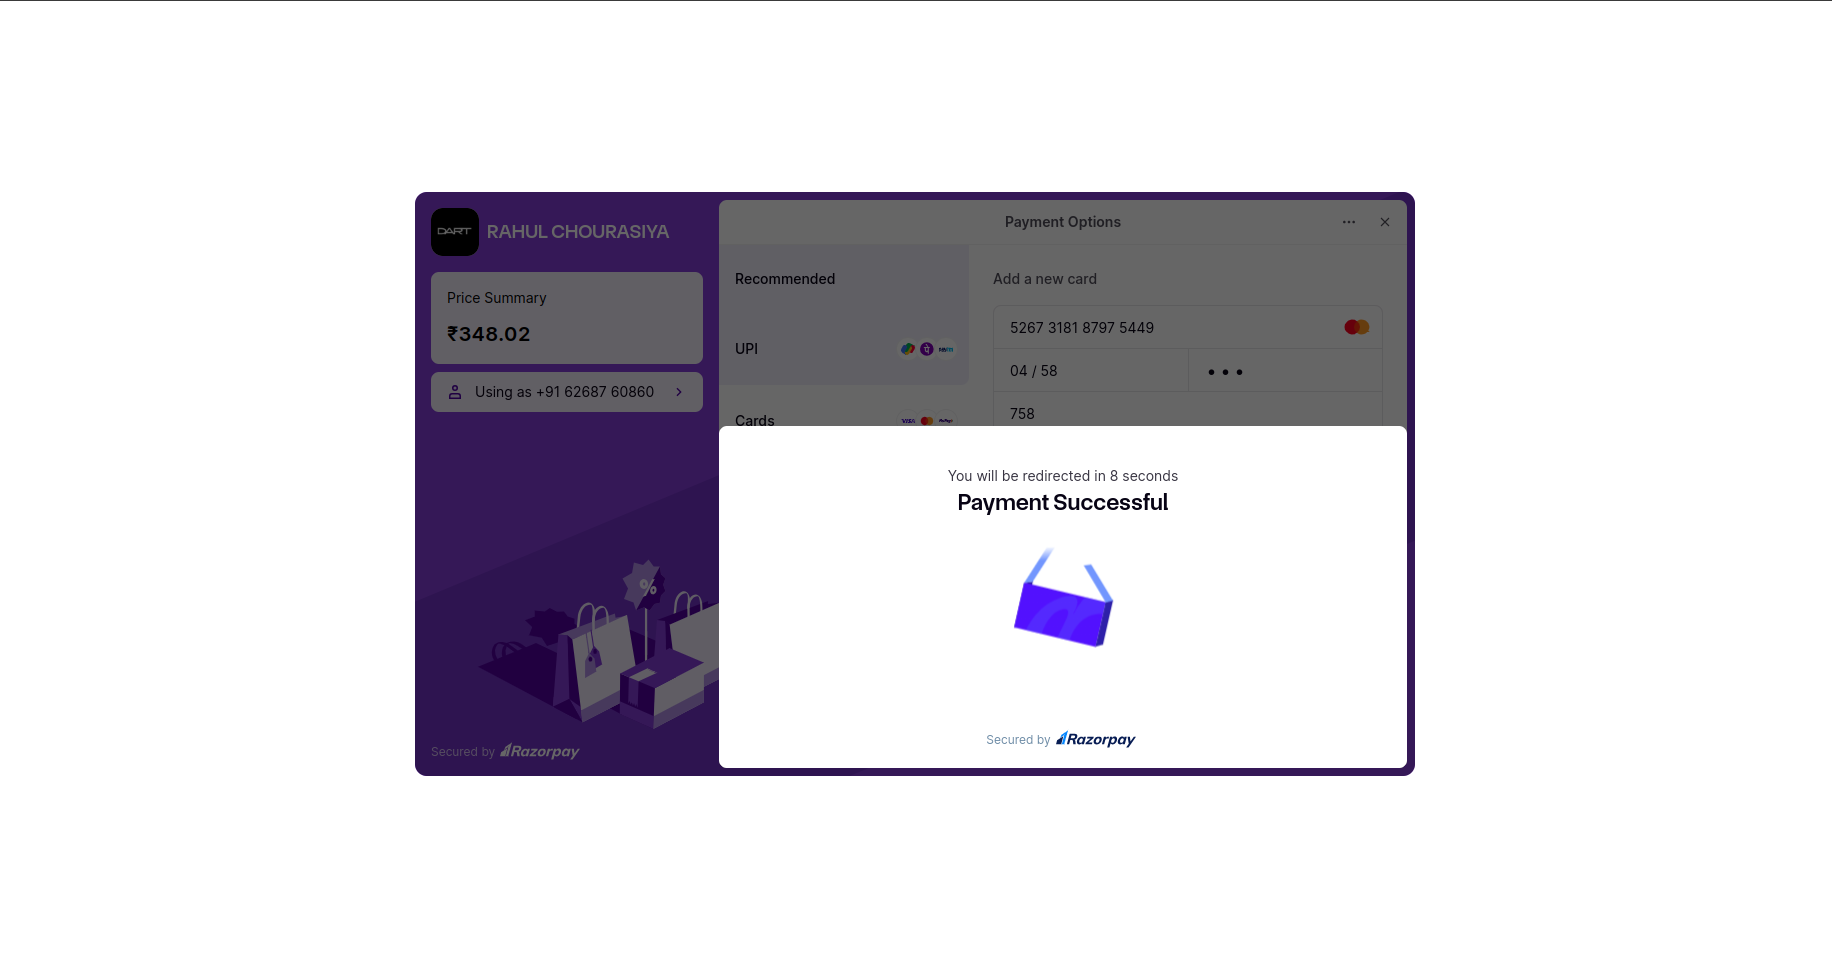 DART
RAHUL CHOURASIYA
Price Summary
₹348.02
Using as +91 62687 60860
%
Secured by Razorpay
Payment Options
Recommended
UPI
Cards
VISA
Add a new card
5267 3181 8797 5449
04 / 58
758
You will be redirected in 8 seconds
Payment Successful
Secured by Razorpay